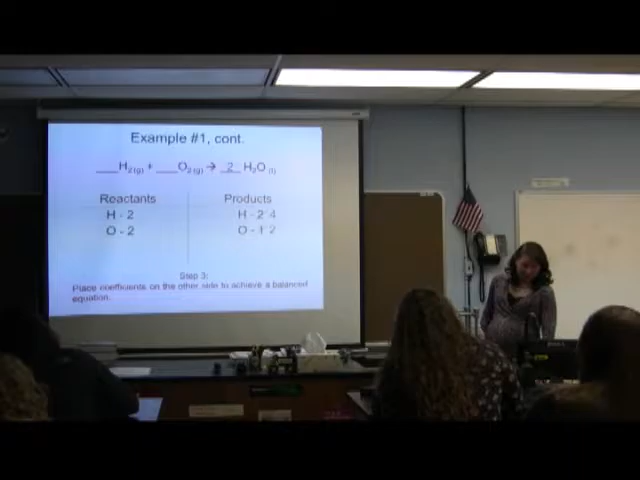 Example #1, cont.
___H2(g) + ___O2(g) → _2_ H2O (l)
Reactants Products
H - 2 H - 2 4
O - 2 O - 1 2
Step 3:
Place coefficients on the other side to achieve a balanced
equation.